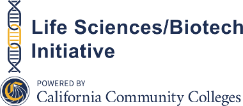 Life Sciences/Biotech
Initiative
POWERED BY
California Community Colleges